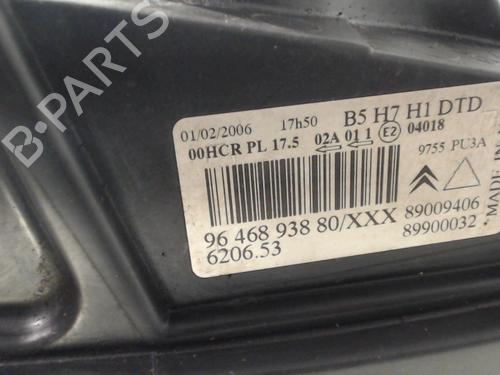 B-PARTS
01/02/2006 17h50 B5 H7 H1 DTD
00HCR PL 17.5 02A 01 1 E2 04018
9755 PU3A
96 468 938 80/XXX 89009406
6206.53 89900032
MADE IN